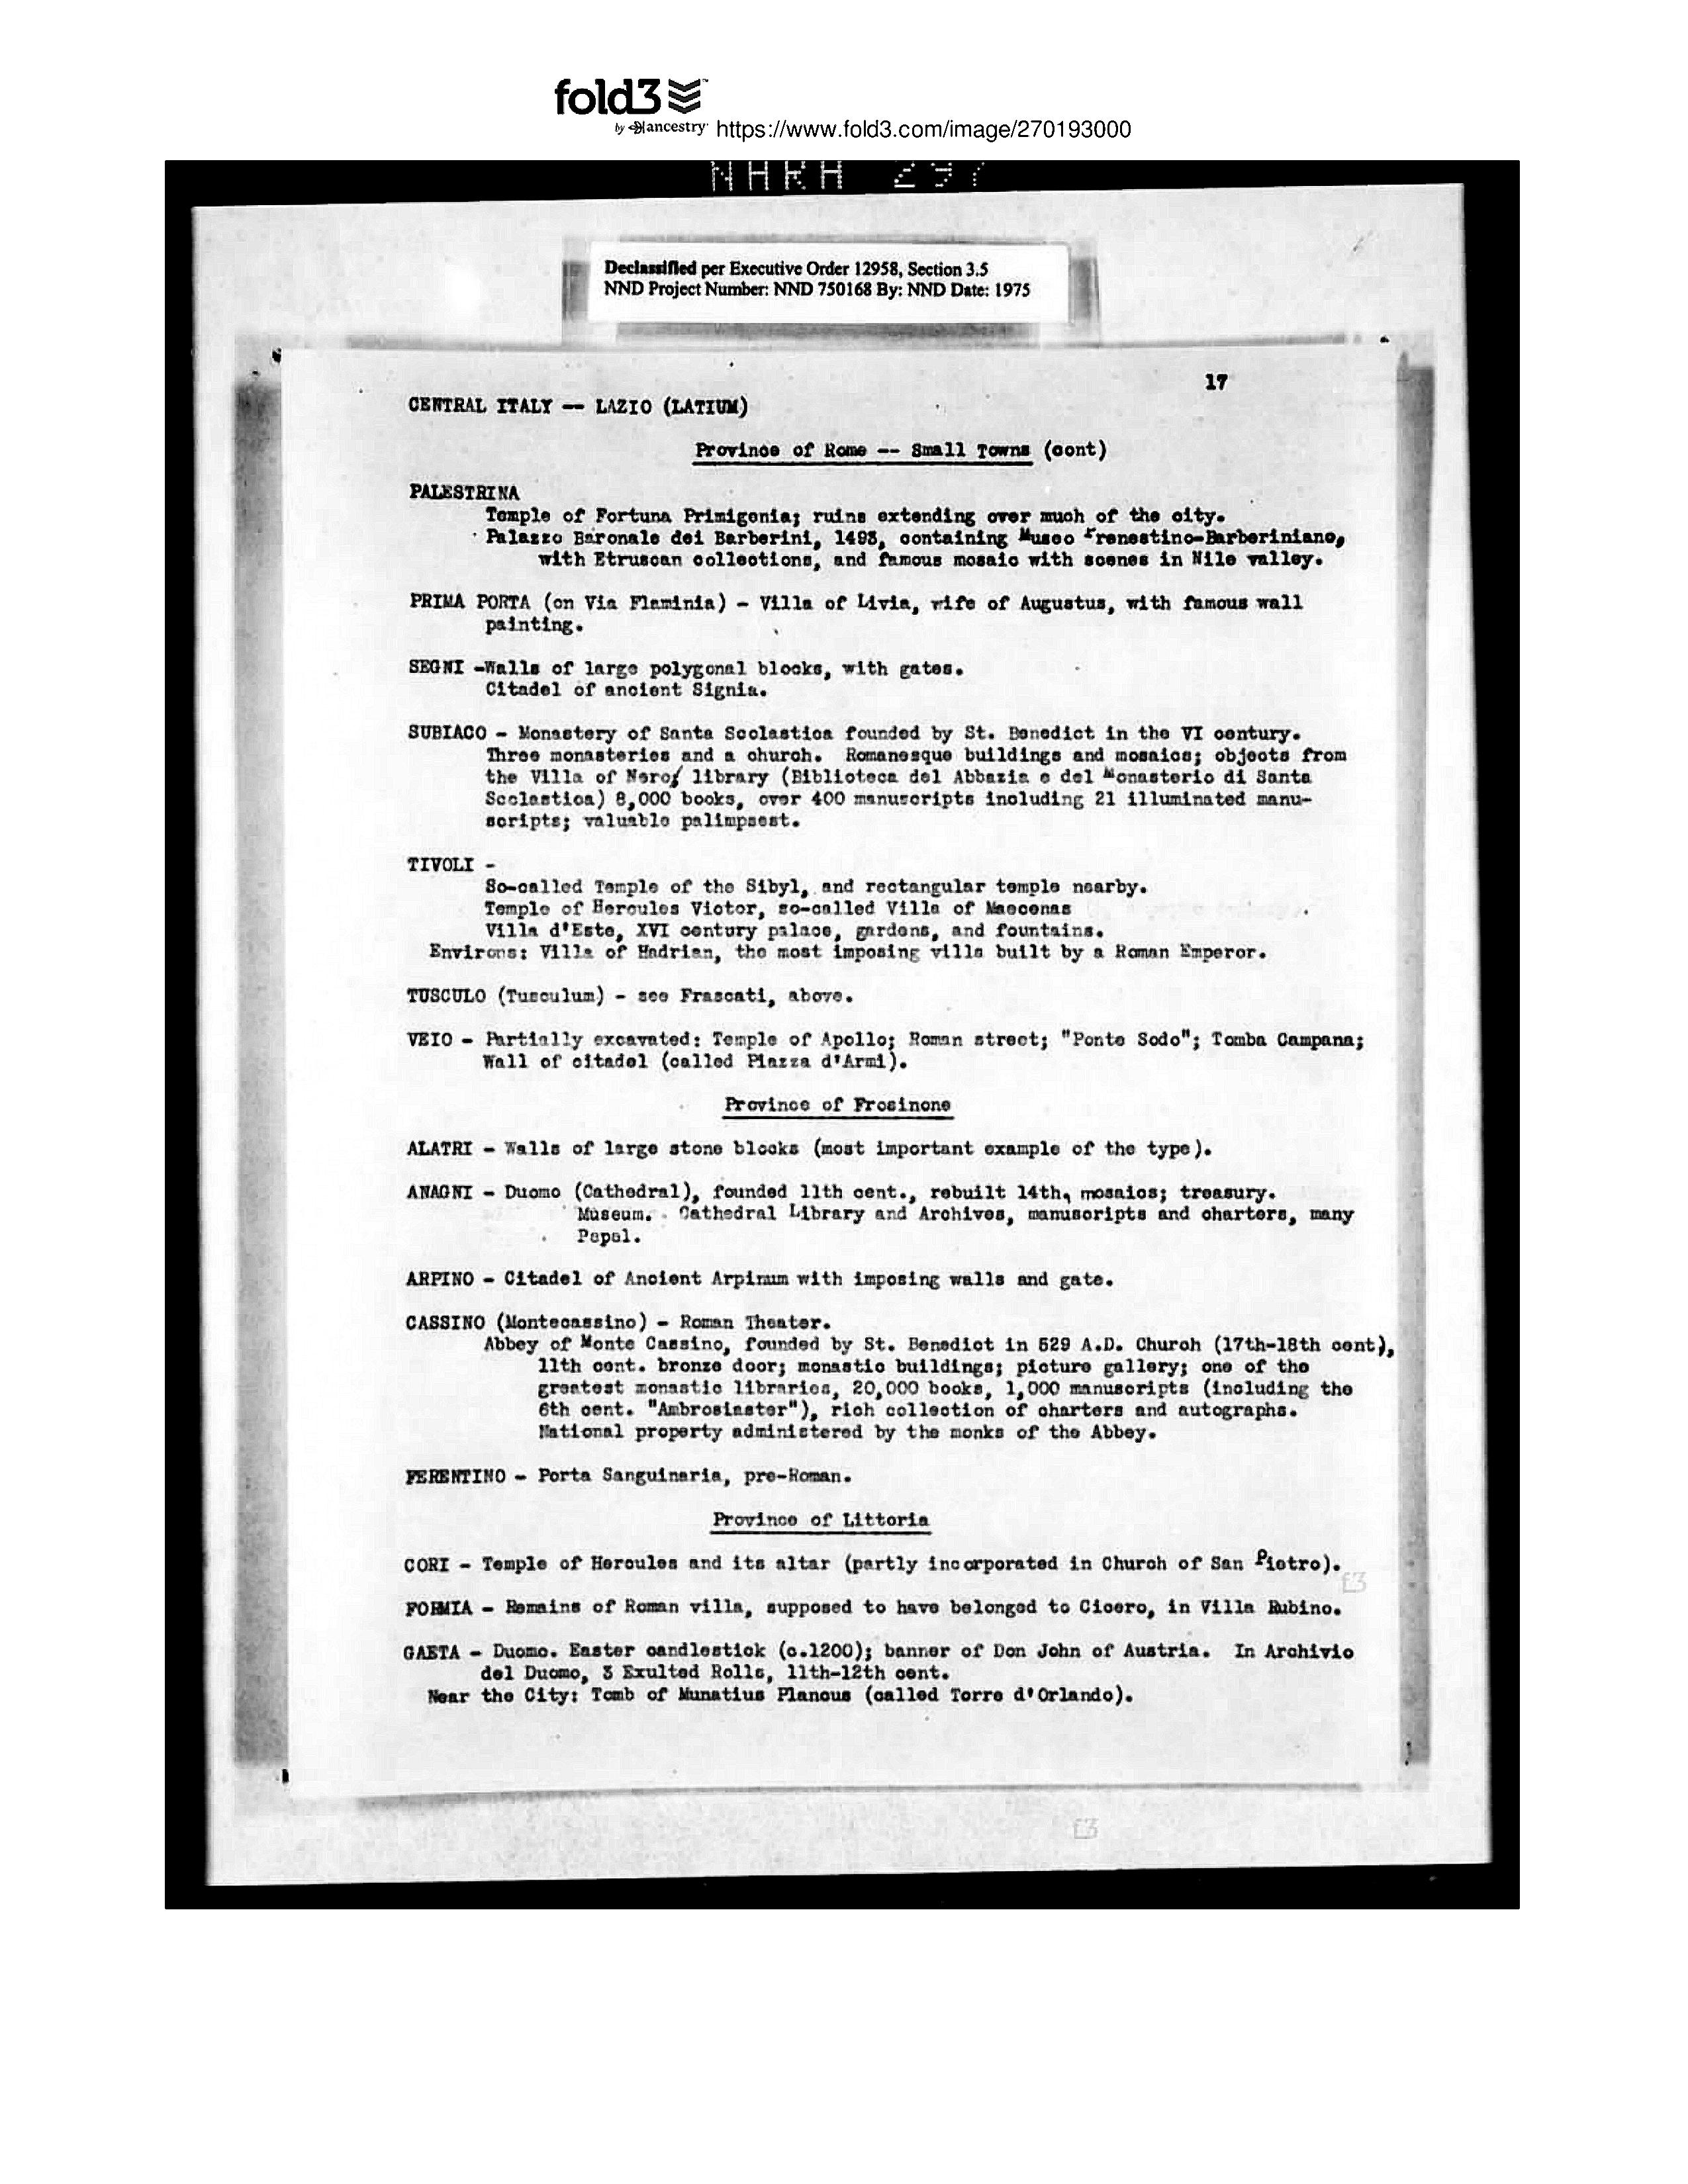 fold3
by ancestry https://www.fold3.com/image/270193000
Declassified per Executive Order 12958, Section 3.5
NND Project Number: NND 750168 By: NND Date: 1975
17
CENTRAL ITALY -- LAZIO (LATIUM)
Province of Rome -- Small Towns (cont)
PALESTRINA
Temple of Fortuna Primigenia; ruins extending over much of the city.
Palazzo Baronale dei Barberini, 1493, containing Museo Prenestino-Barberiniano,
with Etruscan collections, and famous mosaic with scenes in Nile valley.
PRIMA PORTA (on Via Flaminia) - Villa of Livia, wife of Augustus, with famous wall
painting.
SEGNI -Walls of large polygonal blocks, with gates.
Citadel of ancient Signia.
SUBIACO - Monastery of Santa Scolastica founded by St. Benedict in the VI century.
Three monasteries and a church. Romanesque buildings and mosaics; objects from
the Villa of Nero; library (Biblioteca del Abbazia e del Monasterio di Santa
Scolastica) 8,000 books, over 400 manuscripts including 21 illuminated manu-
scripts; valuable palimpsest.
TIVOLI -
So-called Temple of the Sibyl, and rectangular temple nearby.
Temple of Hercules Victor, so-called Villa of Maecenas
Villa d'Este, XVI century palace, gardens, and fountains.
Environs: Villa of Hadrian, the most imposing villa built by a Roman Emperor.
TUSCULO (Tusculum) - see Frascati, above.
VEIO - Partially excavated: Temple of Apollo; Roman street; "Ponte Sodo"; Tomba Campana;
Wall of citadel (called Piazza d'Armi).
Province of Frosinone
ALATRI - Walls of large stone blocks (most important example of the type).
ANAGNI - Duomo (Cathedral), founded 11th cent., rebuilt 14th, mosaics; treasury.
Museum. Cathedral Library and Archives, manuscripts and charters, many
Papal.
ARPINO - Citadel of Ancient Arpinum with imposing walls and gate.
CASSINO (Montecassino) - Roman Theater.
Abbey of Monte Cassino, founded by St. Benedict in 529 A.D. Church (17th-18th cent),
11th cent. bronze door; monastic buildings; picture gallery; one of the
greatest monastic libraries, 20,000 books, 1,000 manuscripts (including the
6th cent. "Ambrosiaster"), rich collection of charters and autographs.
National property administered by the monks of the Abbey.
FERENTINO - Porta Sanguinaria, pre-Roman.
Province of Littoria
CORI - Temple of Hercules and its altar (partly incorporated in Church of San Pietro).
FORMIA - Remains of Roman villa, supposed to have belonged to Cicero, in Villa Rubino.
GAETA - Duomo. Easter candlestick (c.1200); banner of Don John of Austria. In Archivio
del Duomo, 3 Exulted Rolls, 11th-12th cent.
Near the City: Tomb of Munatius Plancus (called Torre d'Orlando).